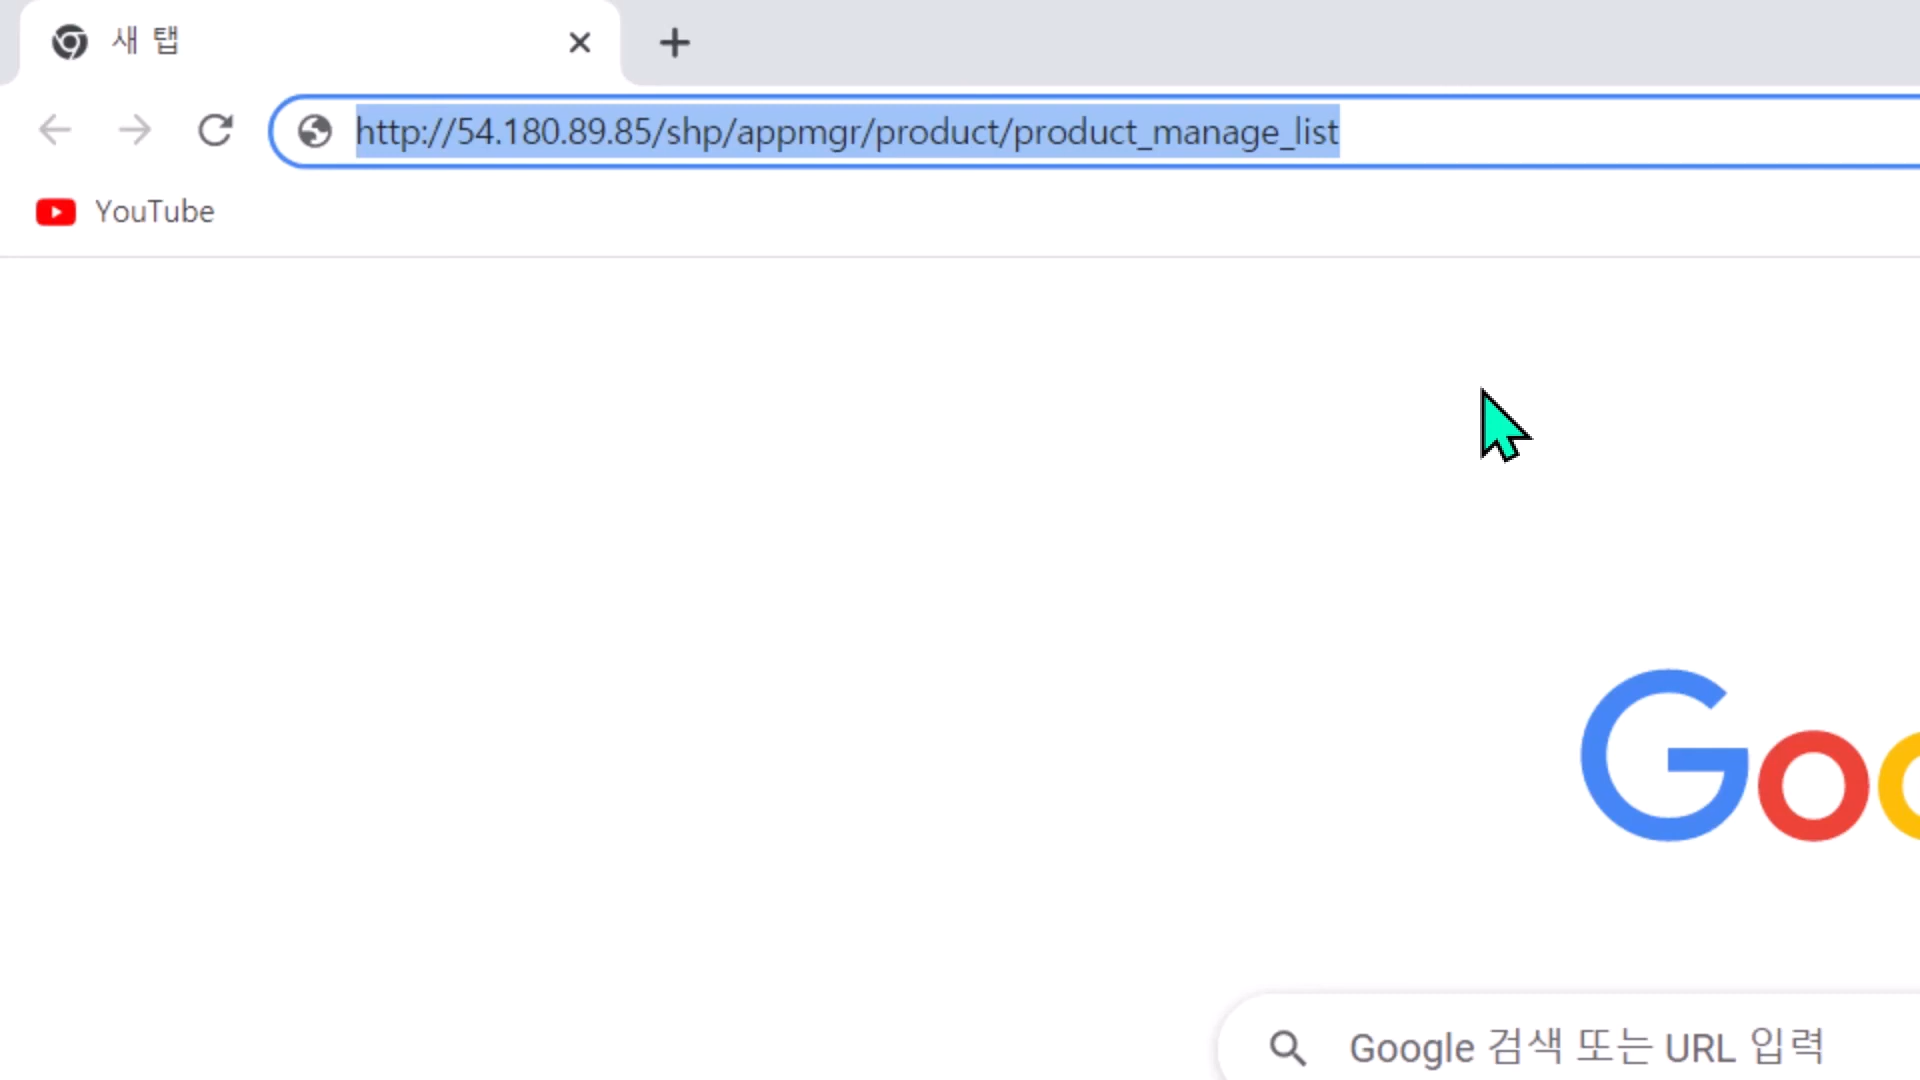 새 탭
http://54.180.89.85/shp/appmgr/product/product_manage_list
YouTube
Goo
Google 검색 또는 URL 입력